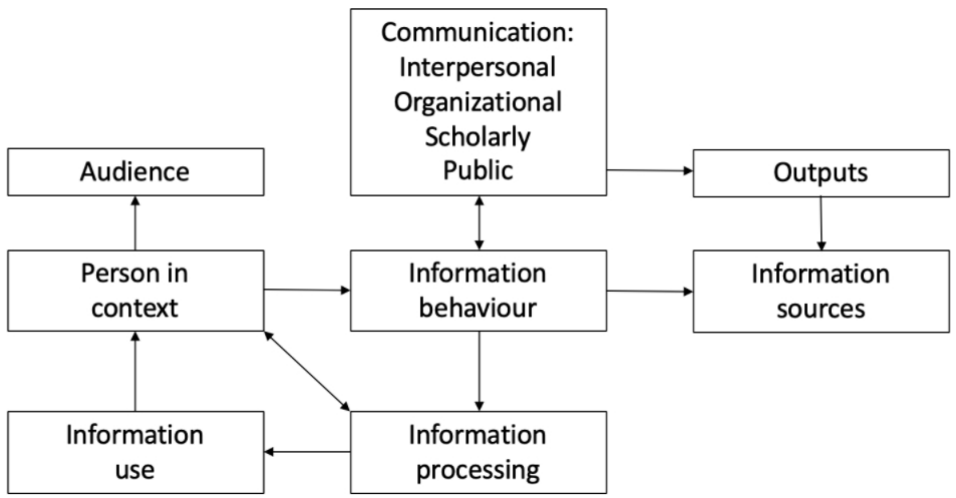 Communication:
Interpersonal
Organizational
Scholarly
Public
Audience
Outputs
Person in
context
Information
behaviour
Information
sources
Information
use
Information
processing